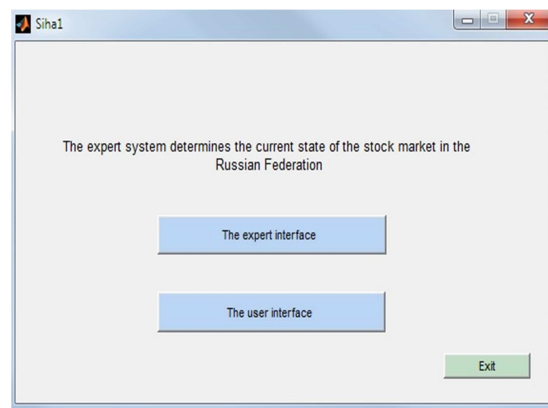 Siha1
The expert system determines the current state of the stock market in the
Russian Federation
The expert interface
The user interface
Exit